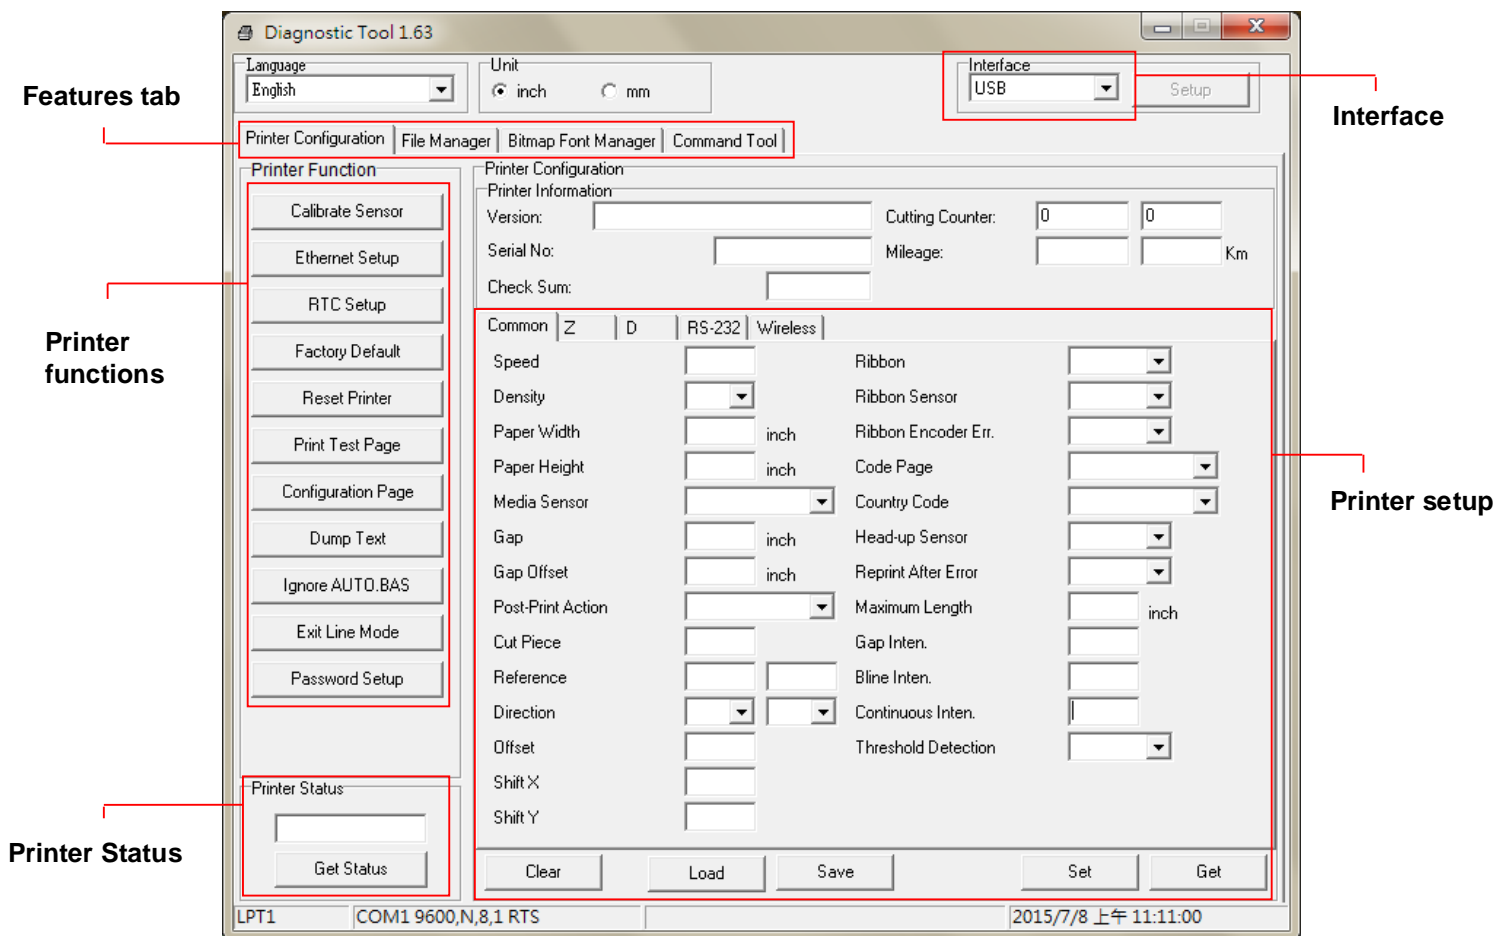 Diagnostic Tool 1.63
Language
English
Unit
inch
mm
Interface
USB
Setup
Features tab
Interface
Printer Configuration
File Manager
Bitmap Font Manager
Command Tool
Printer Function
Calibrate Sensor
Ethernet Setup
RTC Setup
Factory Default
Reset Printer
Print Test Page
Configuration Page
Dump Text
Ignore AUTO.BAS
Exit Line Mode
Password Setup
Printer functions
Printer Configuration
Printer Information
Version:
Cutting Counter: 0 0
Serial No:
Mileage: Km
Check Sum:
Common
Z
D
RS-232
Wireless
Speed
Ribbon
Density
Ribbon Sensor
Paper Width inch
Ribbon Encoder Err.
Paper Height inch
Code Page
Media Sensor
Country Code
Gap inch
Head-up Sensor
Gap Offset inch
Reprint After Error
Post-Print Action
Maximum Length inch
Cut Piece
Gap Inten.
Reference
Bline Inten.
Direction
Continuous Inten.
Offset
Threshold Detection
Shift X
Shift Y
Printer setup
Printer Status
Get Status
Printer Status
Clear
Load
Save
Set
Get
LPT1
COM1 9600,N,8,1 RTS
2015/7/8 上午 11:11:00